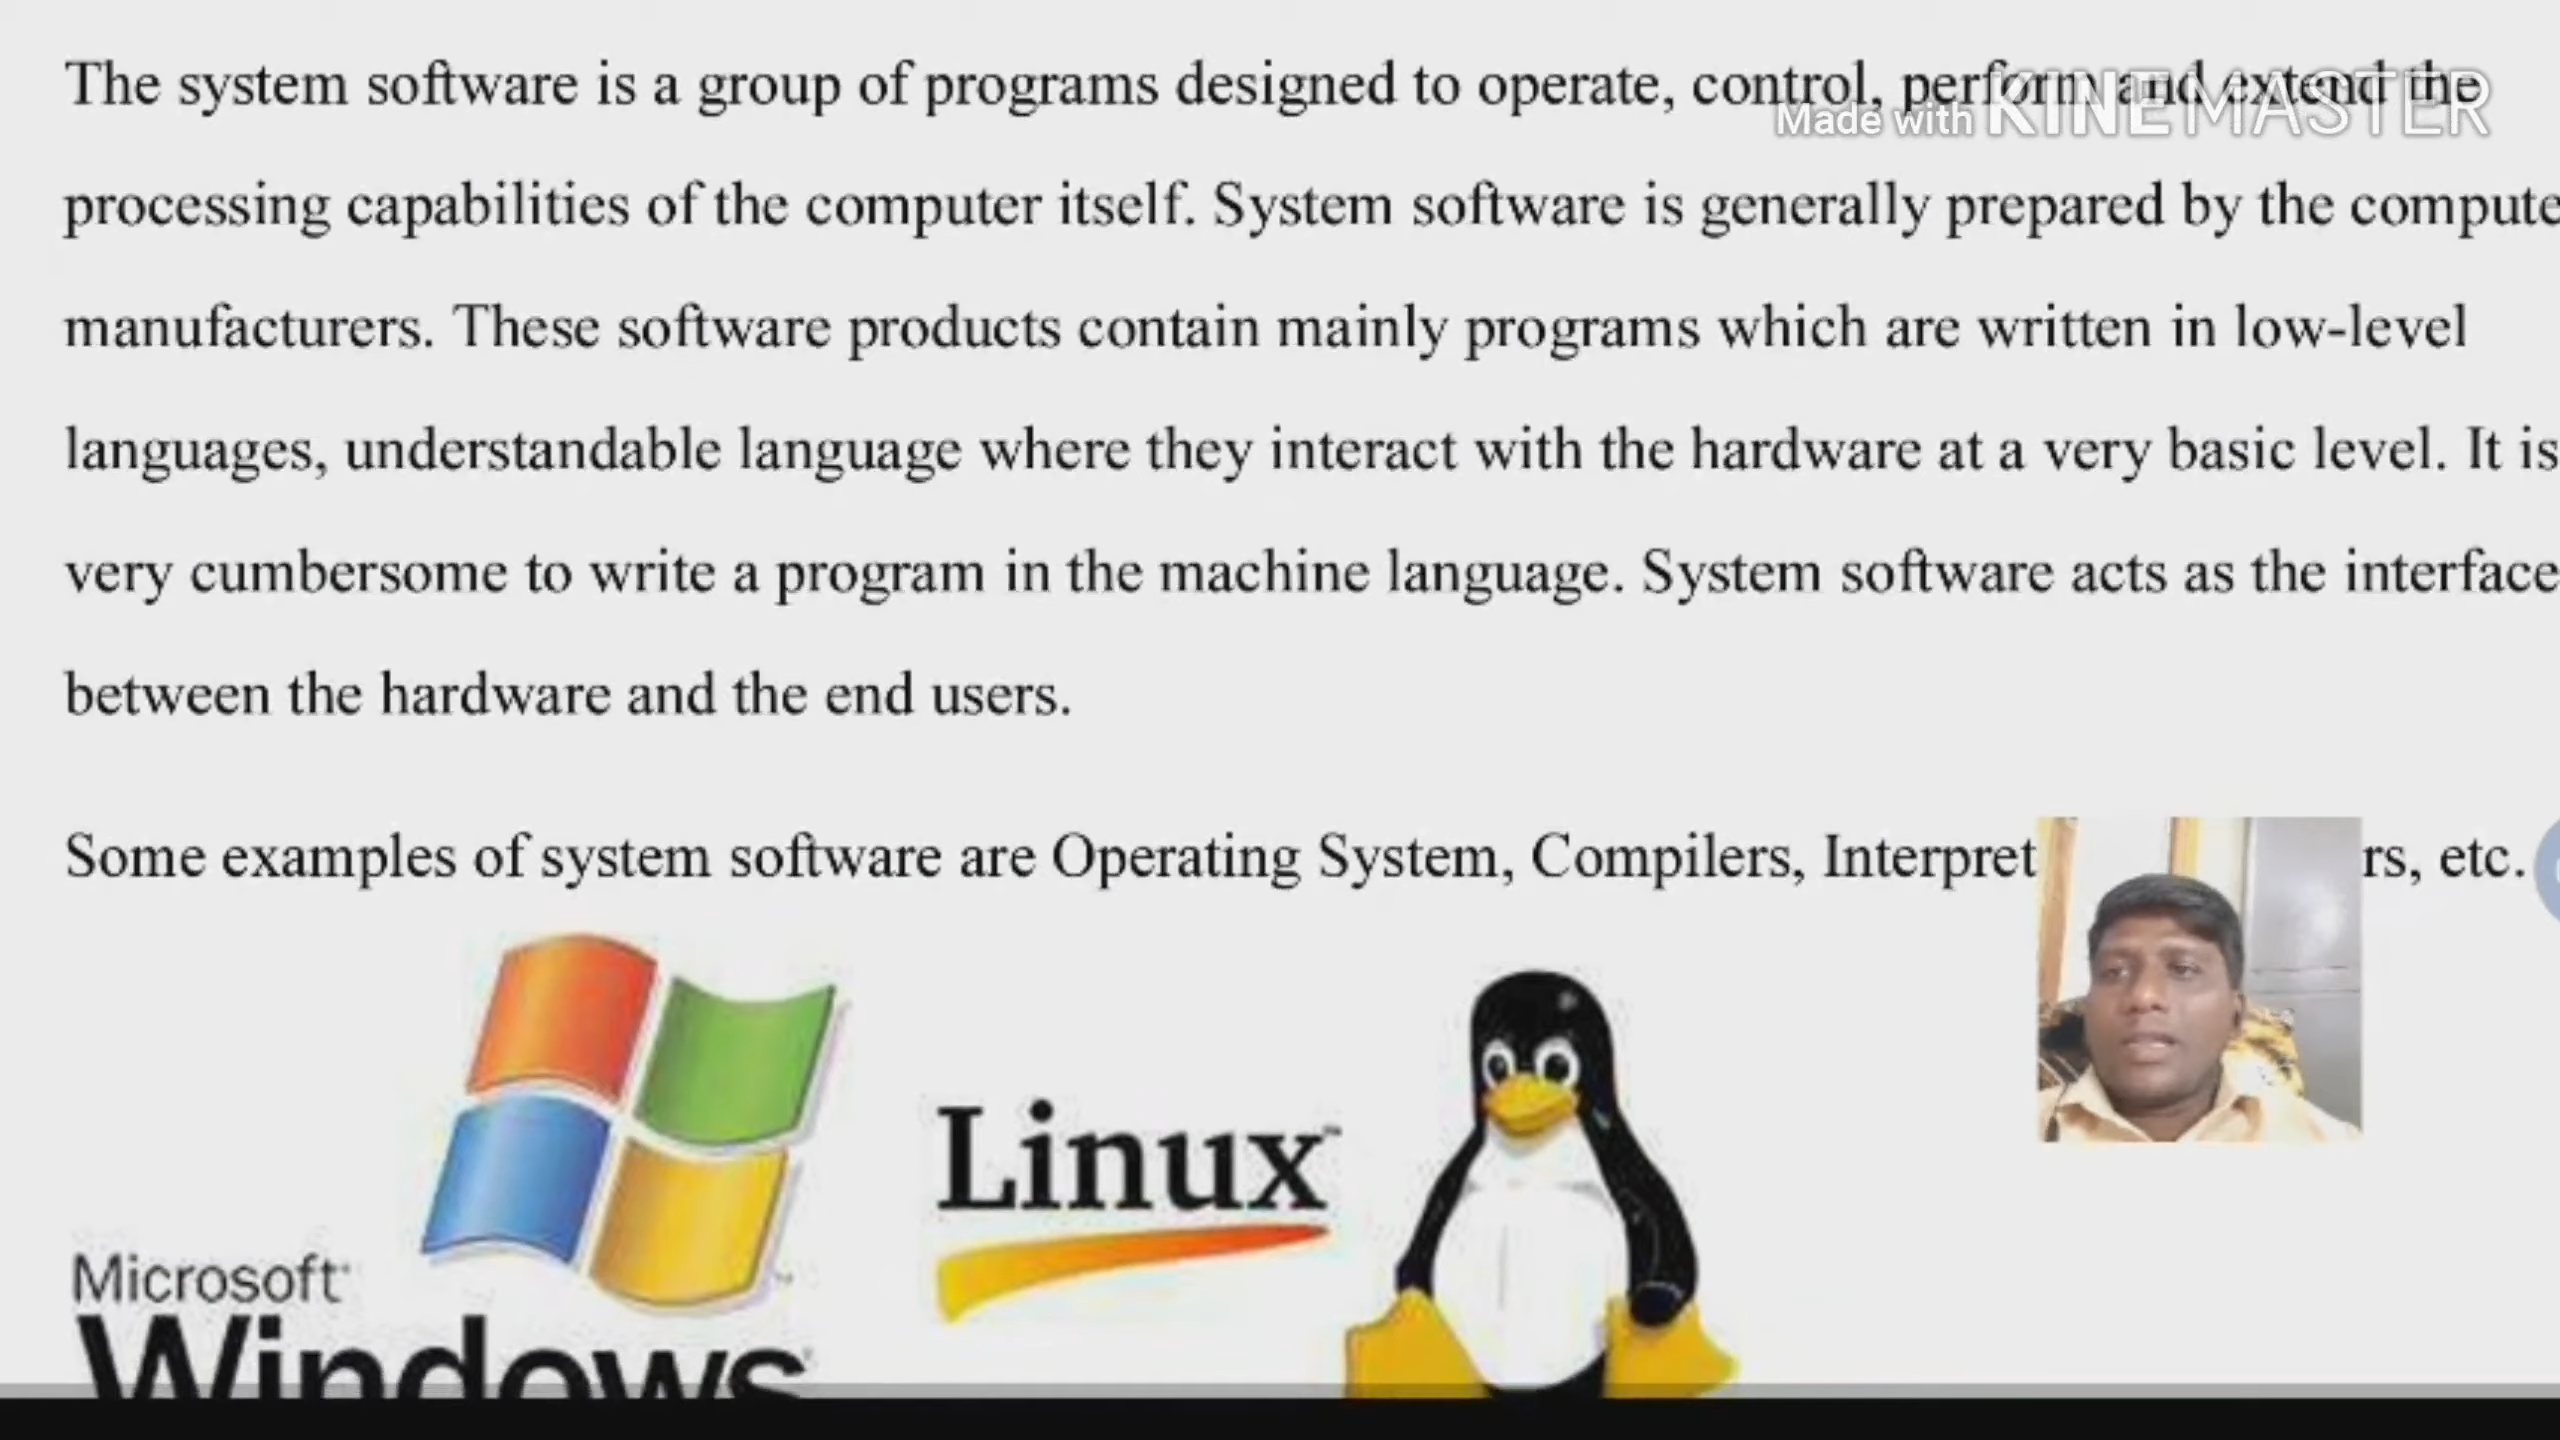 The system software is a group of programs designed to operate, control, perform and extend the
Made with KINEMASTER
processing capabilities of the computer itself. System software is generally prepared by the compute
manufacturers. These software products contain mainly programs which are written in low-level
languages, understandable language where they interact with the hardware at a very basic level. It is
very cumbersome to write a program in the machine language. System software acts as the interface
between the hardware and the end users.
Some examples of system software are Operating System, Compilers, Interpret rs, etc.
Linux™
Microsoft
Windows